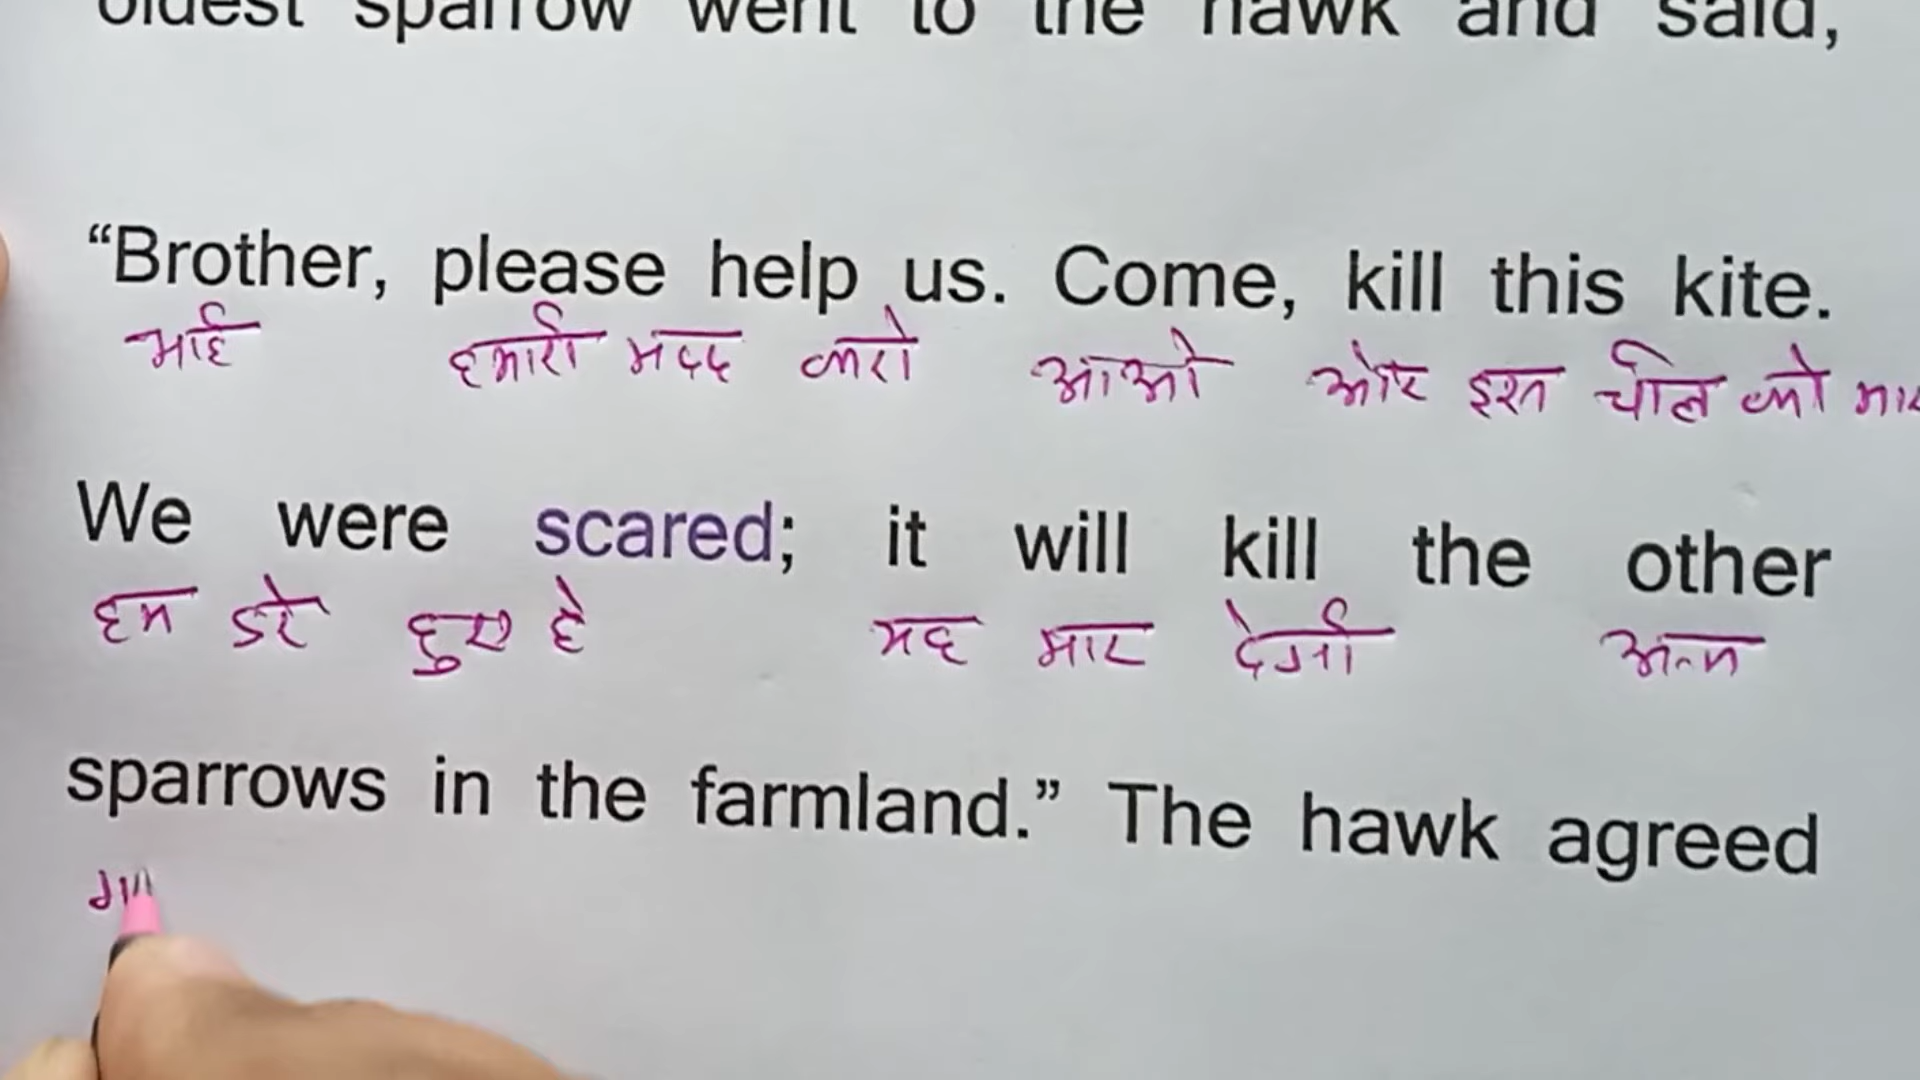 oldest sparrow went to the hawk and said,
“Brother, please help us. Come, kill this kite.
भाई हमारी मदद करो आओ और इस चील को मार
We were scared; it will kill the other
हम डरे हुए है यह मार देगी अन्य
sparrows in the farmland.” The hawk agreed